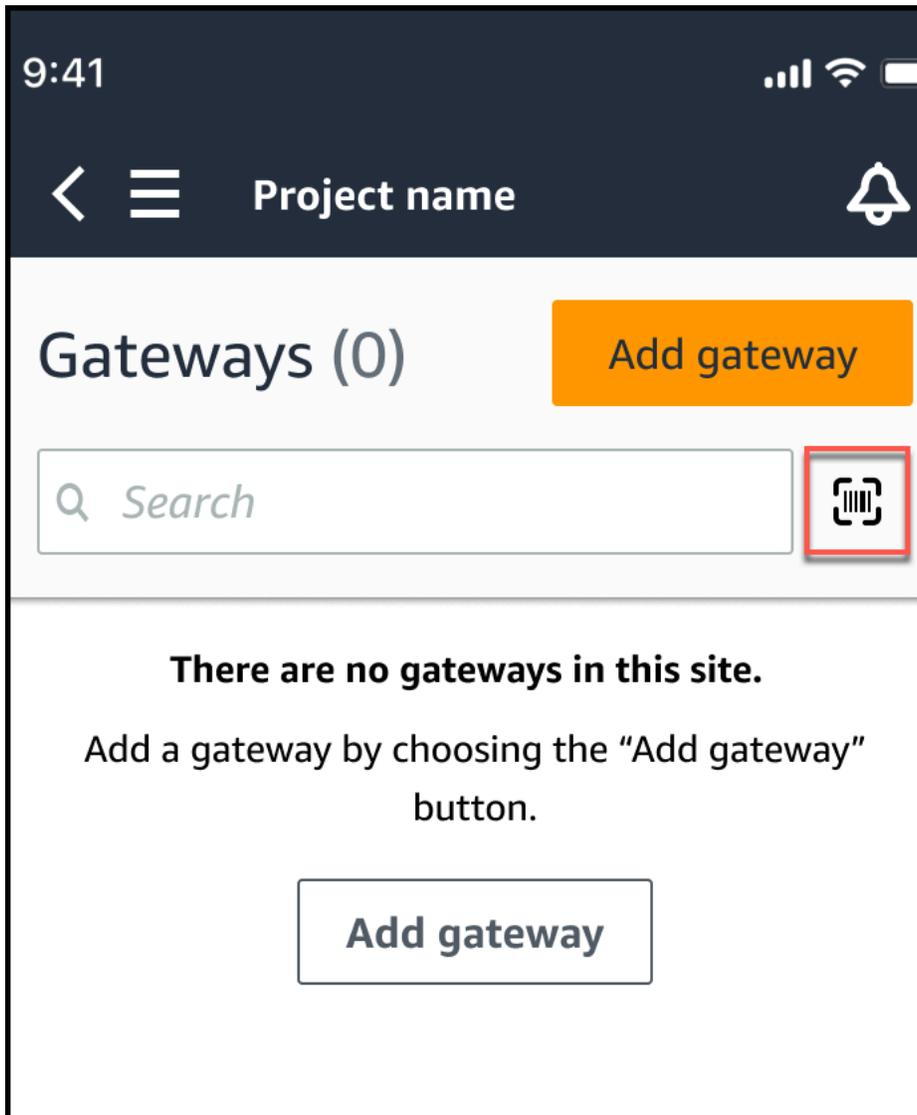 9:41
Project name
Gateways (0)
Add gateway
Search
There are no gateways in this site.
Add a gateway by choosing the “Add gateway”
button.
Add gateway